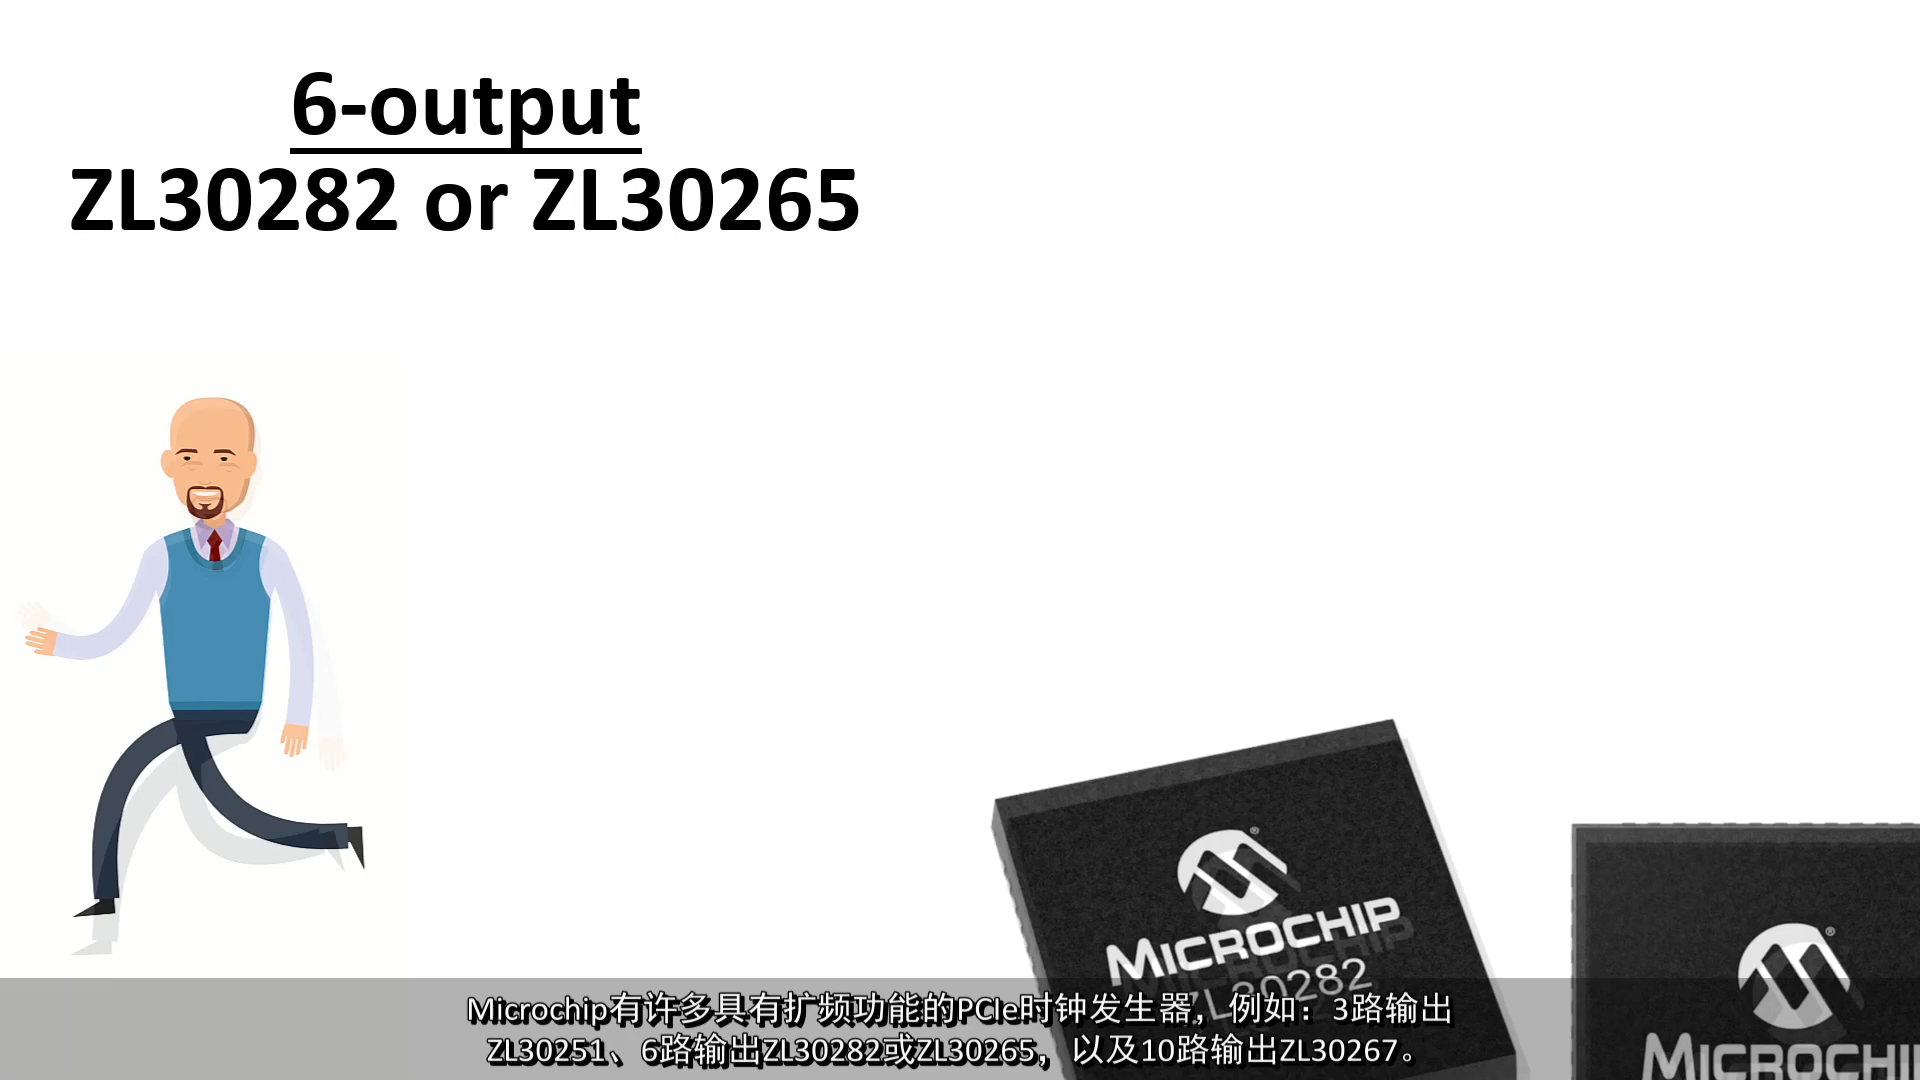 6-output
ZL30282 or ZL30265
MICROCHIP
ZL30282
MICROCHIP
Microchip有许多具有扩频功能的PCIe时钟发生器，例如：3路输出
ZL30251、6路输出ZL30282或ZL30265，以及10路输出ZL30267。